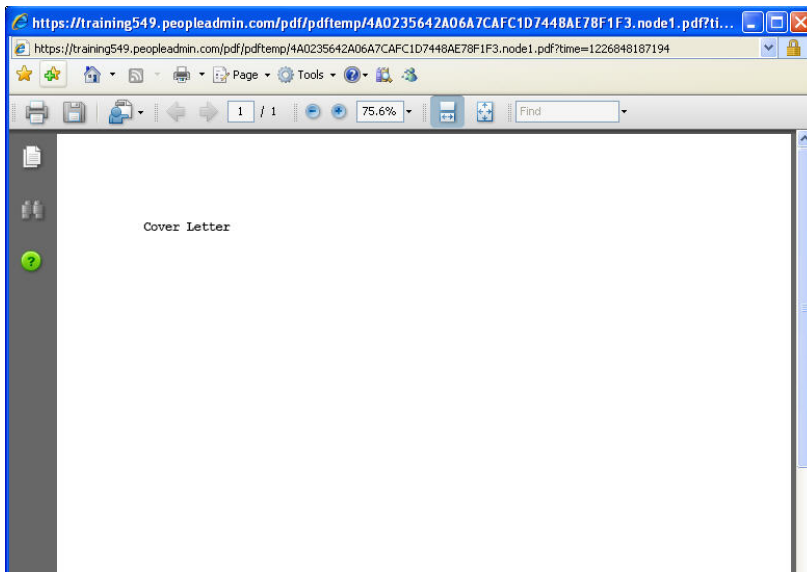 https://training549.peopleadmin.com/pdf/pdftemp/4A0235642A06A7CAFC1D7448AE78F1F3.node1.pdf?ti...
https://training549.peopleadmin.com/pdf/pdftemp/4A0235642A06A7CAFC1D7448AE78F1F3.node1.pdf?time=1226848187194
Page Tools
1 / 1 75.6% Find
Cover Letter